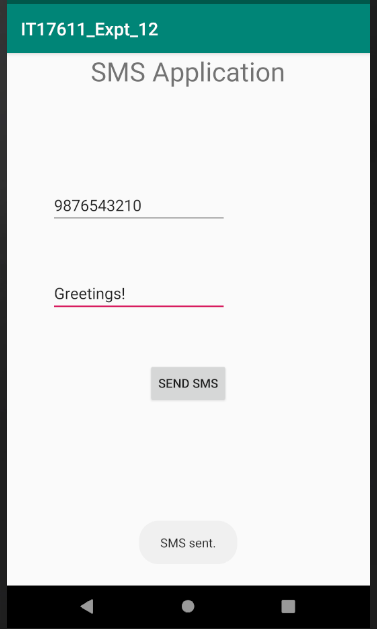 IT17611_Expt_12
SMS Application
9876543210
Greetings!
SEND SMS
SMS sent.